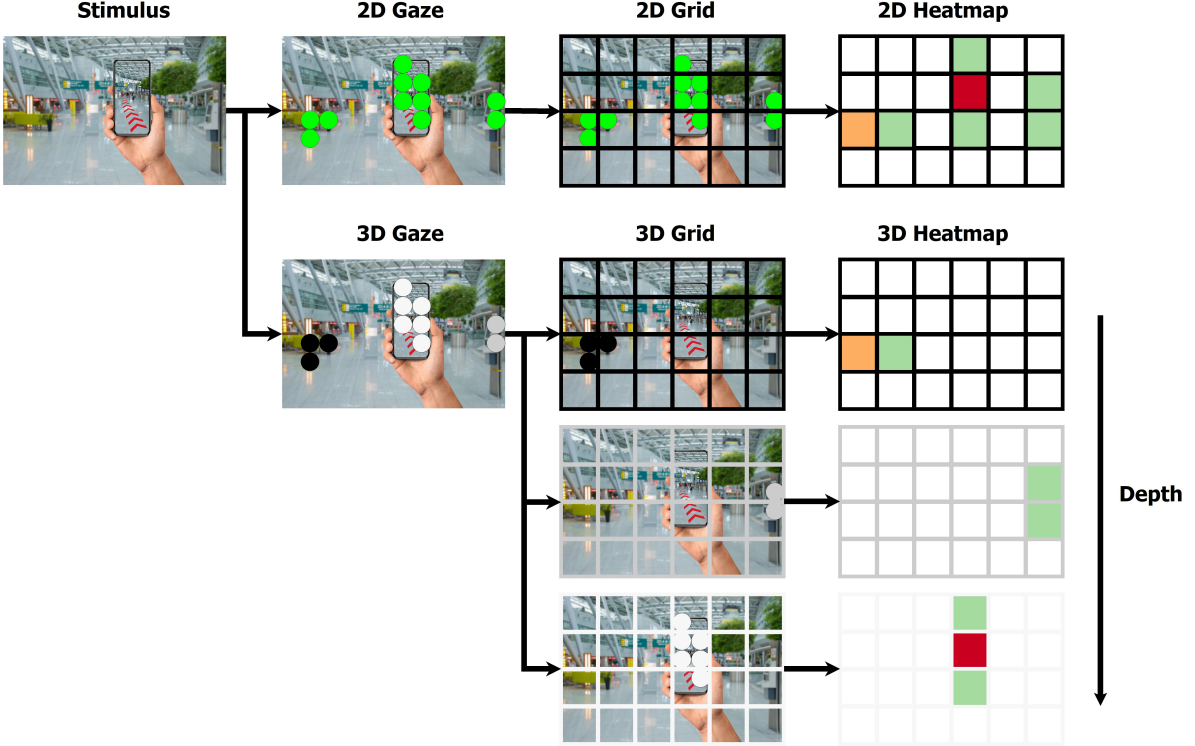 Stimulus
2D Gaze
2D Grid
2D Heatmap
3D Gaze
3D Grid
3D Heatmap
Depth